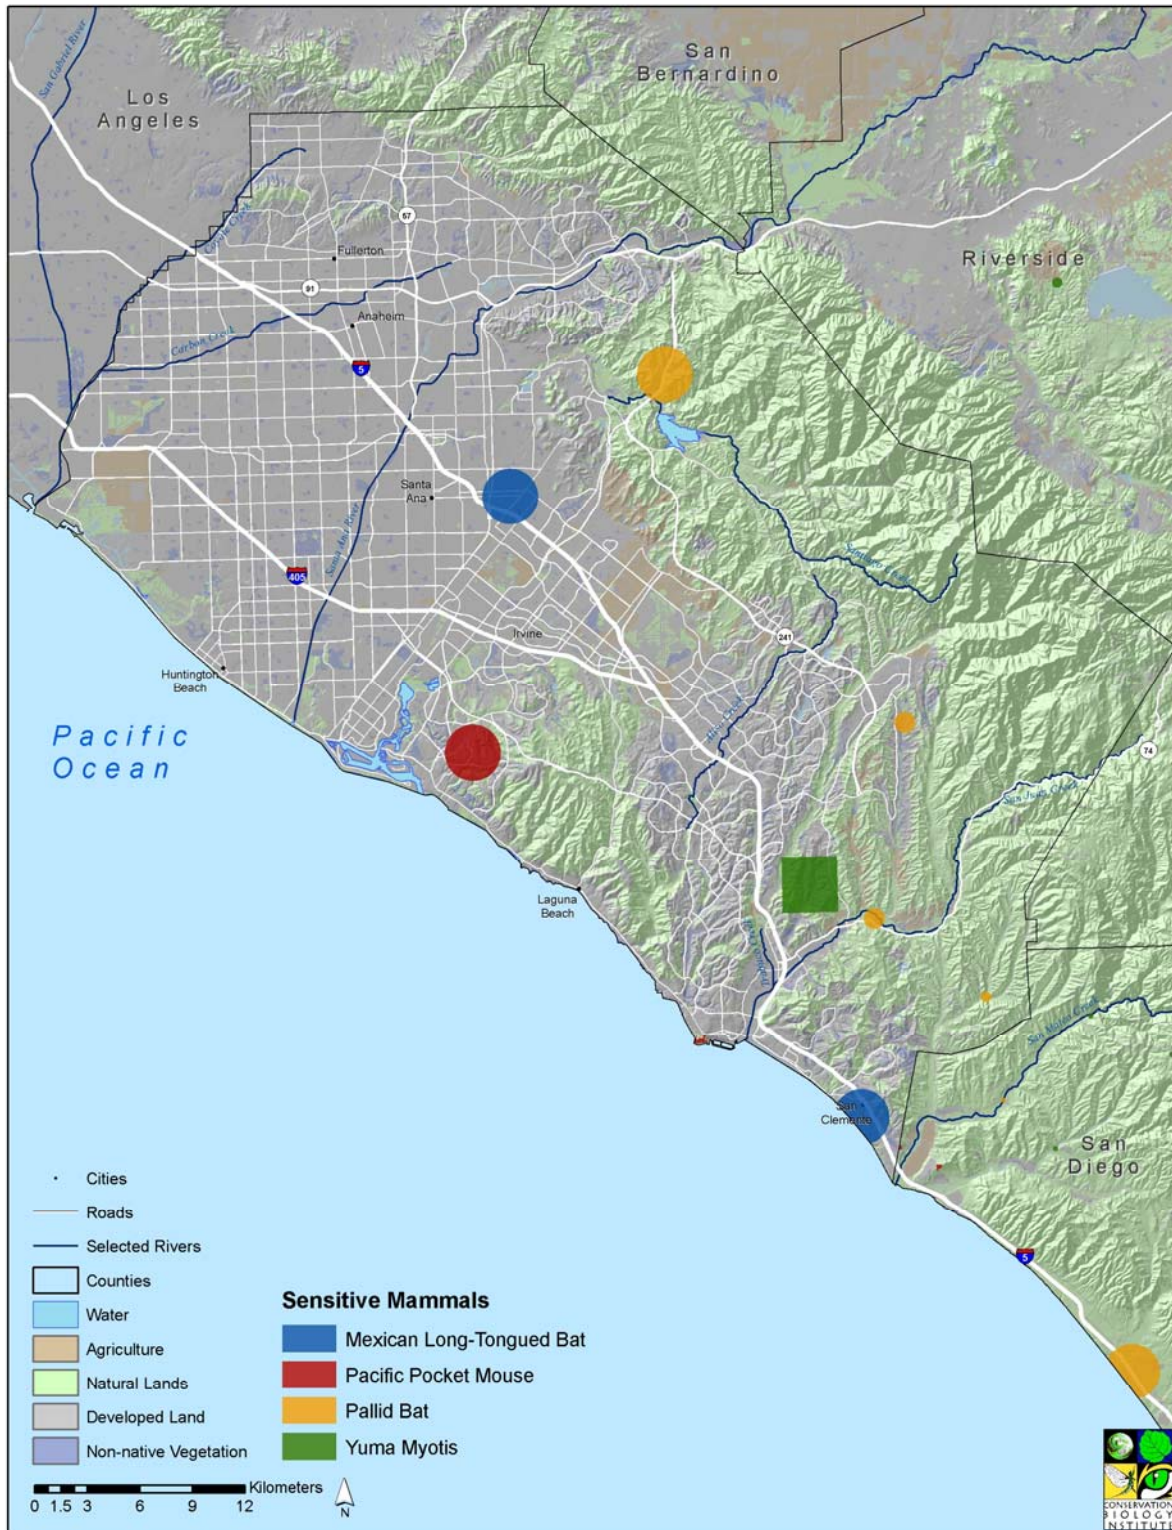 San Gabriel River
Los
Angeles
San
Bernardino
Coyote Creek
57
Fullerton
91
Riverside
Anaheim
Carbon Creek
5
Santa
Ana
Santa Ana River
405
Santiago Creek
Irvine
241
Huntington
Beach
Aliso Creek
Pacific
Ocean
74
San Juan Creek
Laguna
Beach
Trabuco Creek
San Mateo Creek
San
Clemente
San
Diego
5
Cities
Roads
Selected Rivers
Counties
Water
Agriculture
Natural Lands
Developed Land
Non-native Vegetation
Sensitive Mammals
Mexican Long-Tongued Bat
Pacific Pocket Mouse
Pallid Bat
Yuma Myotis
Kilometers
0 1.5 3 6 9 12
N
CONSERVATION
BIOLOGY
INSTITUTE